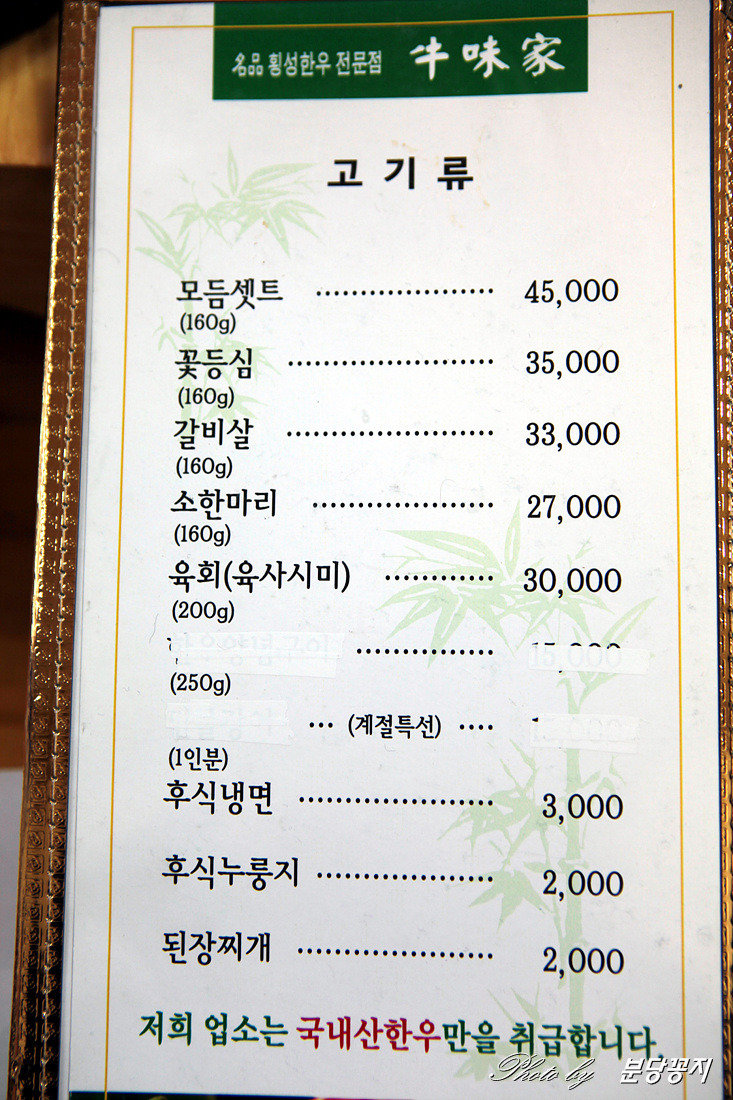 名品 횡성한우 전문점 牛味家
고기류
모듬셋트 ···················· 45,000
(160g)
꽃등심 ······················· 35,000
(160g)
갈비살 ······················· 33,000
(160g)
소한마리 ···················· 27,000
(160g)
육회(육사시미) ············ 30,000
(200g)
··············· 15,000
(250g)
··· (계절특선) ····
(1인분)
후식냉면 ····················· 3,000
후식누룽지 ··················· 2,000
된장찌개 ····················· 2,000
저희 업소는 국내산한우만을 취급합니다.
Photo by 분당꽁지